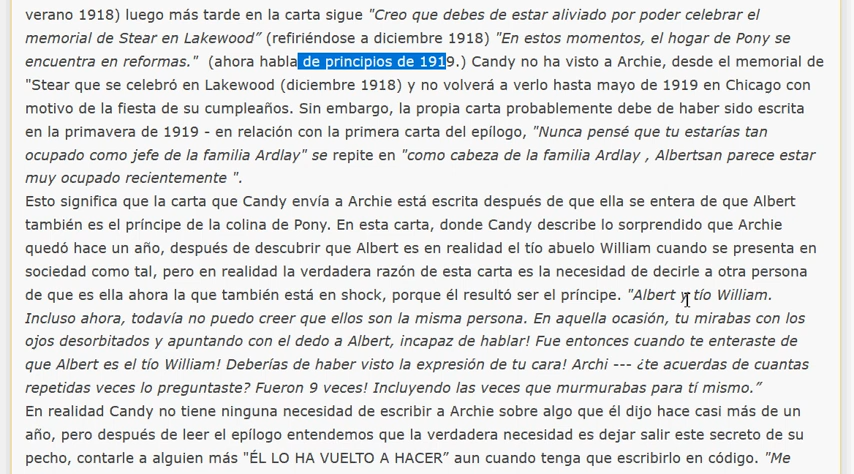 verano 1918) luego más tarde en la carta sigue "Creo que debes de estar aliviado por poder celebrar el
memorial de Stear en Lakewood” (refiriéndose a diciembre 1918) "En estos momentos, el hogar de Pony se
encuentra en reformas." (ahora habla de principios de 1919.) Candy no ha visto a Archie, desde el memorial de
"Stear que se celebró en Lakewood (diciembre 1918) y no volverá a verlo hasta mayo de 1919 en Chicago con
motivo de la fiesta de su cumpleaños. Sin embargo, la propia carta probablemente debe de haber sido escrita
en la primavera de 1919 - en relación con la primera carta del epílogo, "Nunca pensé que tu estarías tan
ocupado como jefe de la familia Ardlay" se repite en "como cabeza de la familia Ardlay , Albertsan parece estar
muy ocupado recientemente ".
Esto significa que la carta que Candy envía a Archie está escrita después de que ella se entera de que Albert
también es el príncipe de la colina de Pony. En esta carta, donde Candy describe lo sorprendido que Archie
quedó hace un año, después de descubrir que Albert es en realidad el tío abuelo William cuando se presenta en
sociedad como tal, pero en realidad la verdadera razón de esta carta es la necesidad de decirle a otra persona
de que es ella ahora la que también está en shock, porque él resultó ser el príncipe. "Albert y tío William.
Incluso ahora, todavía no puedo creer que ellos son la misma persona. En aquella ocasión, tu mirabas con los
ojos desorbitados y apuntando con el dedo a Albert, incapaz de hablar! Fue entonces cuando te enteraste de
que Albert es el tío William! Deberías de haber visto la expresión de tu cara! Archi --- ¿te acuerdas de cuantas
repetidas veces lo preguntaste? Fueron 9 veces! Incluyendo las veces que murmurabas para tí mismo.”
En realidad Candy no tiene ninguna necesidad de escribir a Archie sobre algo que él dijo hace casi más de un
año, pero después de leer el epílogo entendemos que la verdadera necesidad es dejar salir este secreto de su
pecho, contarle a alguien más "ÉL LO HA VUELTO A HACER” aun cuando tenga que escribirlo en código. "Me